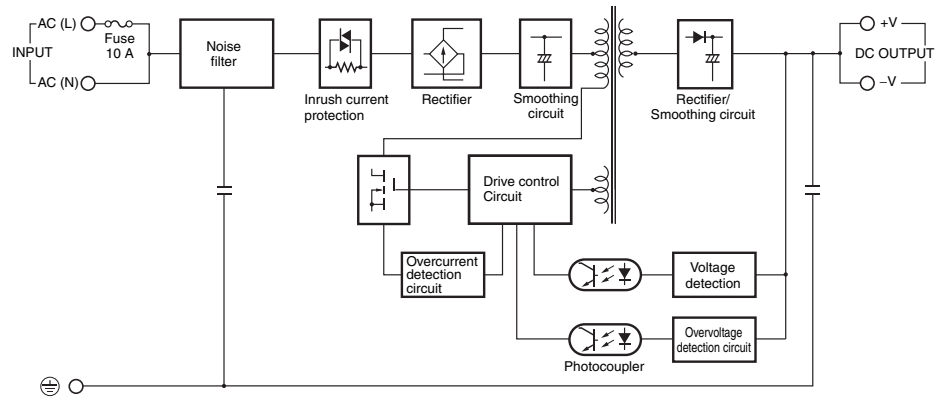 AC (L)
Fuse
10 A
INPUT
AC (N)
Noise
filter
Inrush current
protection
Rectifier
Smoothing
circuit
Rectifier/
Smoothing circuit
+V
DC OUTPUT
−V
Drive control
Circuit
Overcurrent
detection
circuit
Voltage
detection
Overvoltage
detection circuit
Photocoupler